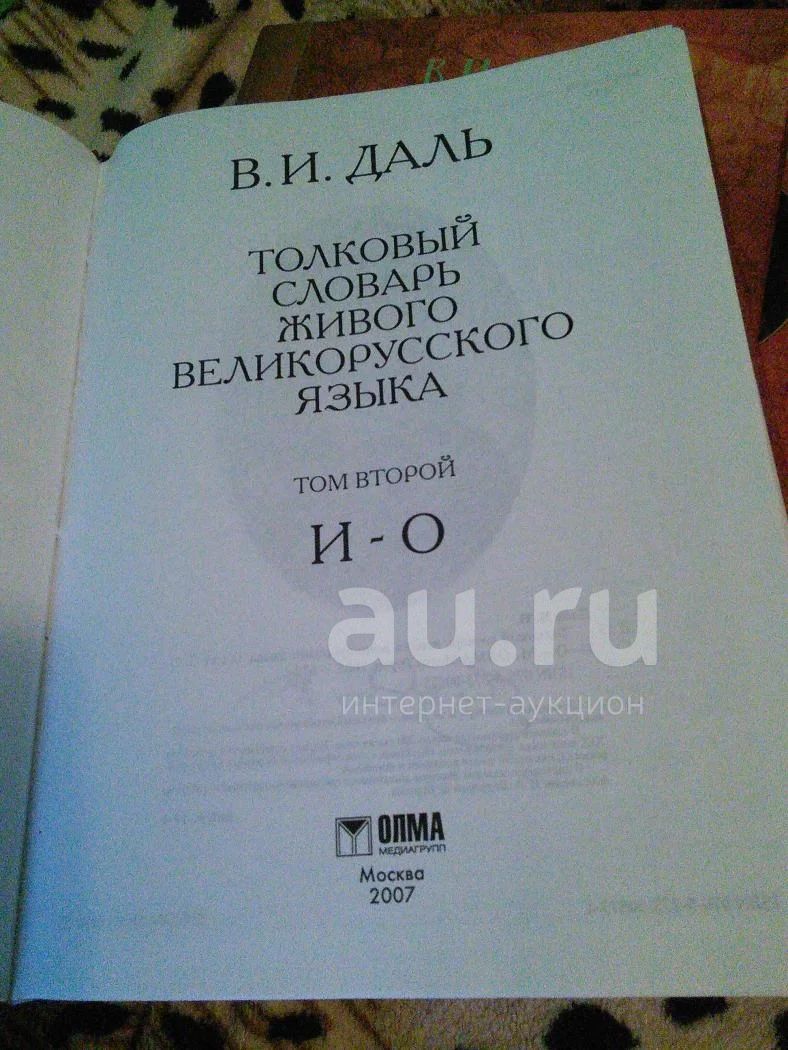 В. И. ДАЛЬ
ТОЛКОВЫЙ
СЛОВАРЬ
ЖИВОГО
ВЕЛИКОРУССКОГО
ЯЗЫКА
ТОМ ВТОРОЙ
И - О
au.ru
интернет-аукцион
ОЛМА
МЕДИАГРУПП
Москва
2007